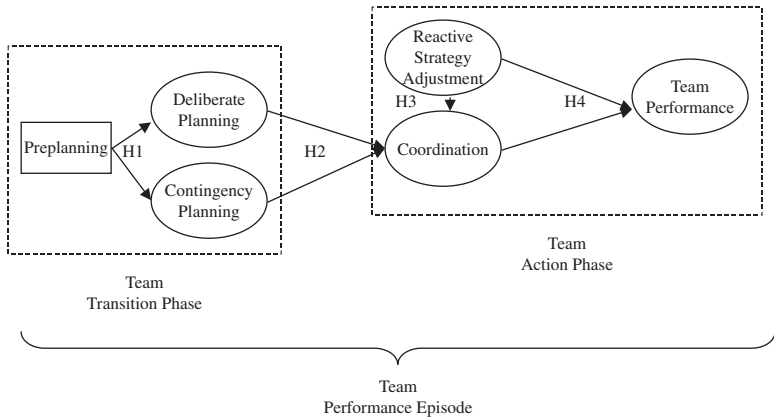 Preplanning
H1
Deliberate
Planning
Contingency
Planning
Team
Transition Phase
H2
Reactive
Strategy
Adjustment
H3
Coordination
H4
Team
Performance
Team
Action Phase
Team
Performance Episode